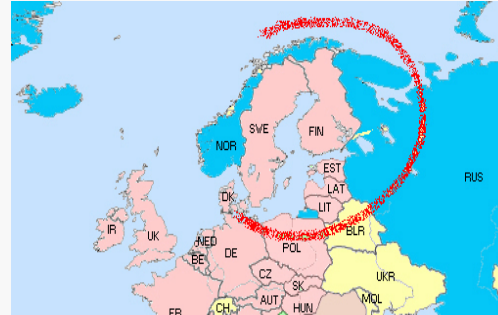 SWE
FIN
NOR
RUS
EST
LAT
DK
LIT
IR
UK
NED
BE
DE
POL
BLR
CZ
UKR
SK
AUT
HUN
MOL
CH
FR